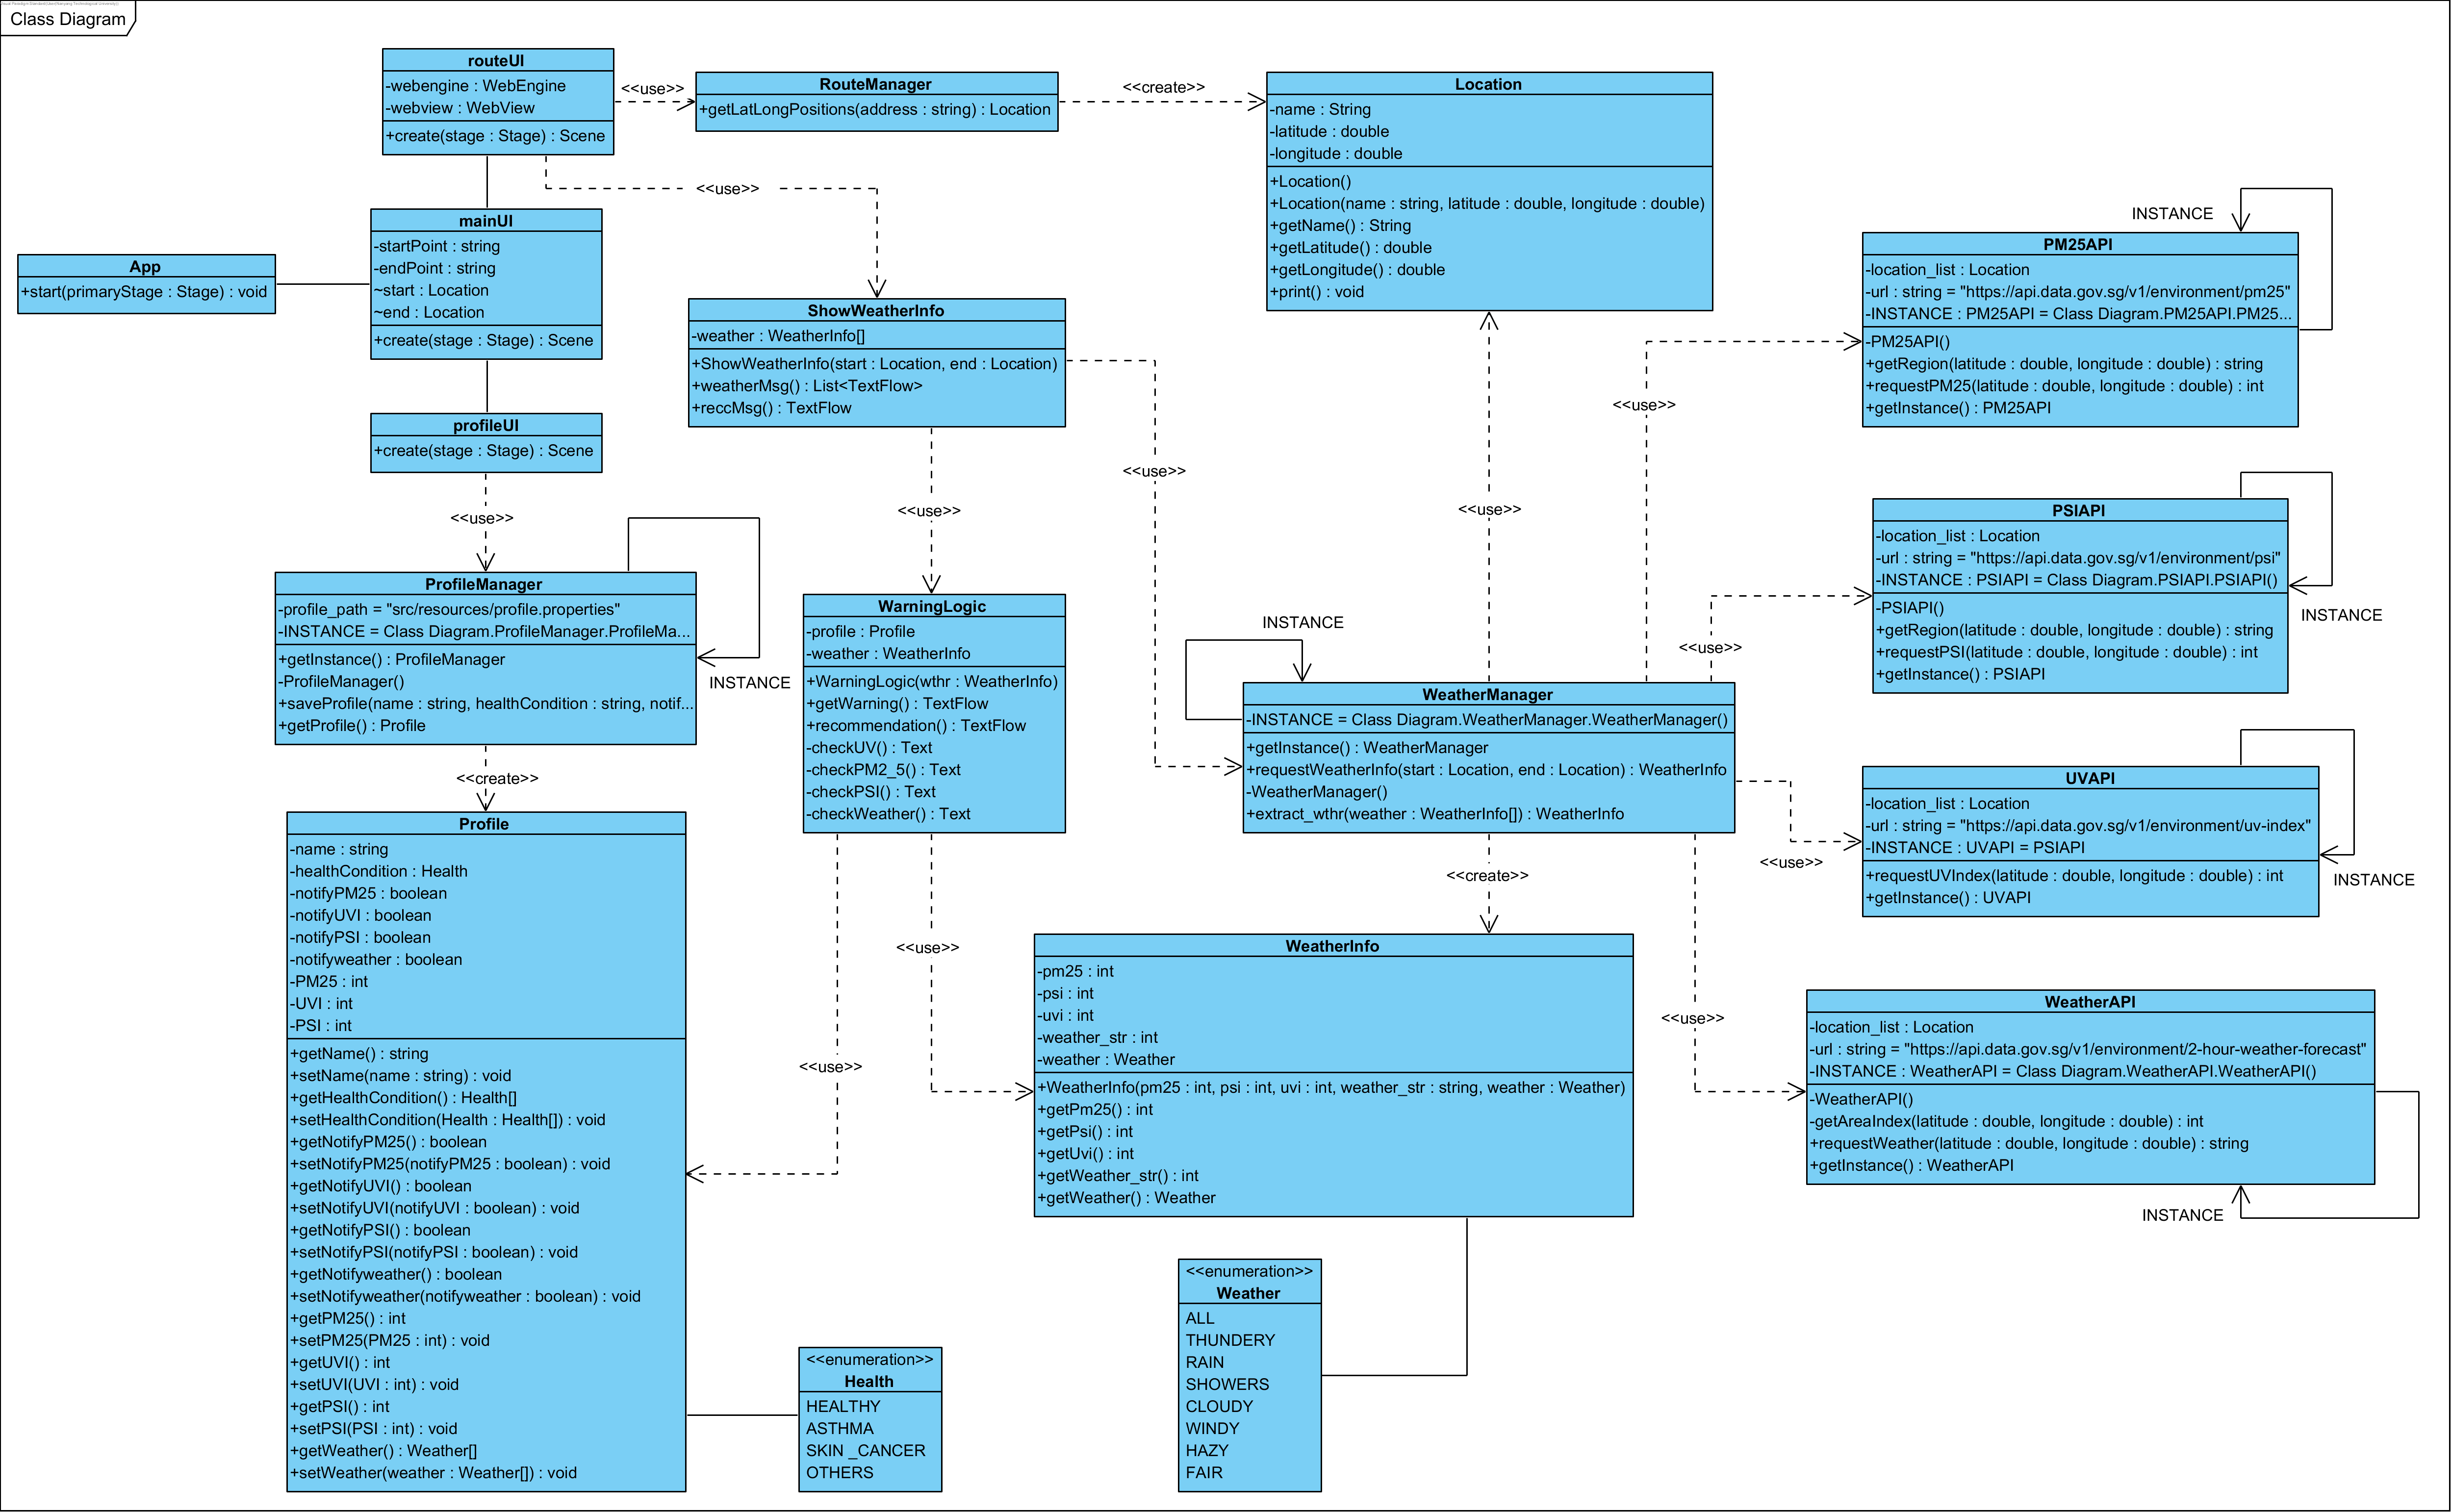 Class Diagram
routeUI
-webengine : WebEngine
-webview : WebView
+create(stage : Stage) : Scene
<<use>>
RouteManager
+getLatLongPositions(address : string) : Location
<<create>>
Location
-name : String
-latitude : double
-longitude : double
+Location()
+Location(name : string, latitude : double, longitude : double)
+getName() : String
+getLatitude() : double
+getLongitude() : double
+print() : void
<<use>>
mainUI
-startPoint : string
-endPoint : string
~start : Location
~end : Location
+create(stage : Stage) : Scene
App
+start(primaryStage : Stage) : void
ShowWeatherInfo
-weather : WeatherInfo[]
+ShowWeatherInfo(start : Location, end : Location)
+weatherMsg() : List<TextFlow>
+reccMsg() : TextFlow
INSTANCE
PM25API
-location_list : Location
-url : string = "https://api.data.gov.sg/v1/environment/pm25"
-INSTANCE : PM25API = Class Diagram.PM25API.PM25...
-PM25API()
+getRegion(latitude : double, longitude : double) : string
+requestPM25(latitude : double, longitude : double) : int
+getInstance() : PM25API
profileUI
+create(stage : Stage) : Scene
<<use>>
<<use>>
<<use>>
<<use>>
<<use>>
PSIAPI
-location_list : Location
-url : string = "https://api.data.gov.sg/v1/environment/psi"
-INSTANCE : PSIAPI = Class Diagram.PSIAPI.PSIAPI()
-PSIAPI()
+getRegion(latitude : double, longitude : double) : string
+requestPSI(latitude : double, longitude : double) : int
+getInstance() : PSIAPI
INSTANCE
ProfileManager
-profile_path = "src/resources/profile.properties"
-INSTANCE = Class Diagram.ProfileManager.ProfileMa...
+getInstance() : ProfileManager
-ProfileManager()
+saveProfile(name : string, healthCondition : string, notif...
+getProfile() : Profile
INSTANCE
WarningLogic
-profile : Profile
-weather : WeatherInfo
+WarningLogic(wthr : WeatherInfo)
+getWarning() : TextFlow
+recommendation() : TextFlow
-checkUV() : Text
-checkPM2_5() : Text
-checkPSI() : Text
-checkWeather() : Text
INSTANCE
<<use>>
WeatherManager
-INSTANCE = Class Diagram.WeatherManager.WeatherManager()
+getInstance() : WeatherManager
+requestWeatherInfo(start : Location, end : Location) : WeatherInfo
-WeatherManager()
+extract_wthr(weather : WeatherInfo[]) : WeatherInfo
UVAPI
-location_list : Location
-url : string = "https://api.data.gov.sg/v1/environment/uv-index"
-INSTANCE : UVAPI = PSIAPI
+requestUVIndex(latitude : double, longitude : double) : int
+getInstance() : UVAPI
<<use>>
INSTANCE
<<create>>
Profile
-name : string
-healthCondition : Health
-notifyPM25 : boolean
-notifyUVI : boolean
-notifyPSI : boolean
-notifyweather : boolean
-PM25 : int
-UVI : int
-PSI : int
+getName() : string
+setName(name : string) : void
+getHealthCondition() : Health[]
+setHealthCondition(Health : Health[]) : void
+getNotifyPM25() : boolean
+setNotifyPM25(notifyPM25 : boolean) : void
+getNotifyUVI() : boolean
+setNotifyUVI(notifyUVI : boolean) : void
+getNotifyPSI() : boolean
+setNotifyPSI(notifyPSI : boolean) : void
+getNotifyweather() : boolean
+setNotifyweather(notifyweather : boolean) : void
+getPM25() : int
+setPM25(PM25 : int) : void
+getUVI() : int
+setUVI(UVI : int) : void
+getPSI() : int
+setPSI(PSI : int) : void
+getWeather() : Weather[]
+setWeather(weather : Weather[]) : void
<<use>>
<<use>>
<<create>>
WeatherInfo
-pm25 : int
-psi : int
-uvi : int
-weather_str : int
-weather : Weather
+WeatherInfo(pm25 : int, psi : int, uvi : int, weather_str : string, weather : Weather)
+getPm25() : int
+getPsi() : int
+getUvi() : int
+getWeather_str() : int
+getWeather() : Weather
<<use>>
WeatherAPI
-location_list : Location
-url : string = "https://api.data.gov.sg/v1/environment/2-hour-weather-forecast"
-INSTANCE : WeatherAPI = Class Diagram.WeatherAPI.WeatherAPI()
-WeatherAPI()
-getAreaIndex(latitude : double, longitude : double) : int
+requestWeather(latitude : double, longitude : double) : string
+getInstance() : WeatherAPI
INSTANCE
<<enumeration>>
Health
HEALTHY
ASTHMA
SKIN _CANCER
OTHERS
<<enumeration>>
Weather
ALL
THUNDERY
RAIN
SHOWERS
CLOUDY
WINDY
HAZY
FAIR